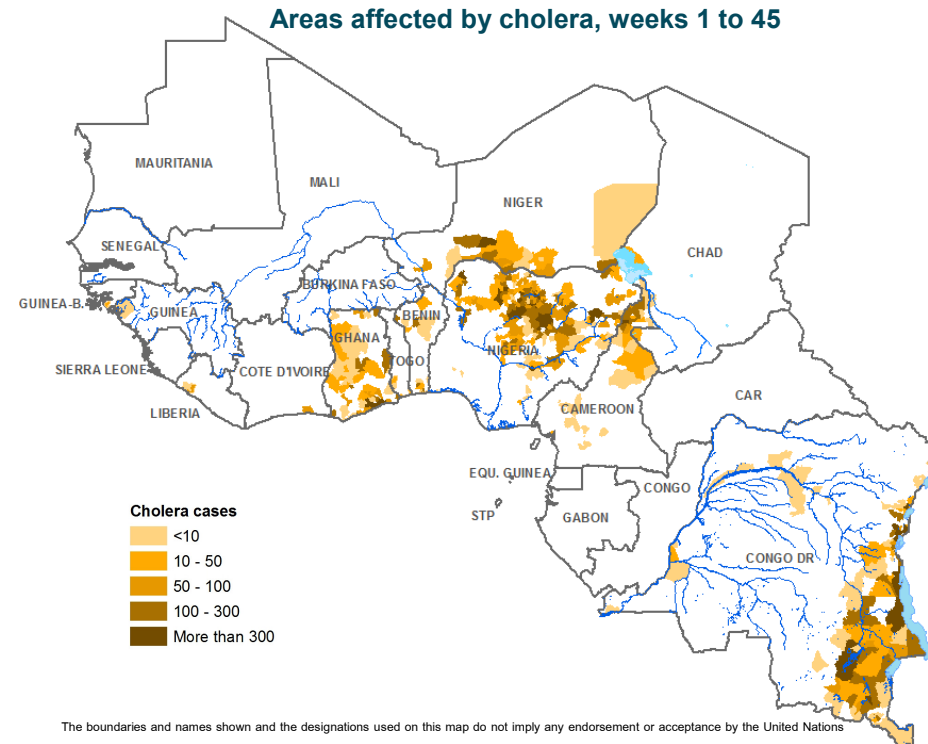 Areas affected by cholera, weeks 1 to 45
MAURITANIA
MALI
NIGER
CHAD
SENEGAL
GUINEA-B.
GUINEA
BURKINA FASO
BENIN
GHANA
TOGO
NIGERIA
SIERRA LEONE
COTE D'IVOIRE
LIBERIA
CAMEROON
CAR
EQU. GUINEA
CONGO
STP
GABON
CONGO DR
Cholera cases
<10
10 - 50
50 - 100
100 - 300
More than 300
The boundaries and names shown and the designations used on this map do not imply any endorsement or acceptance by the United Nations